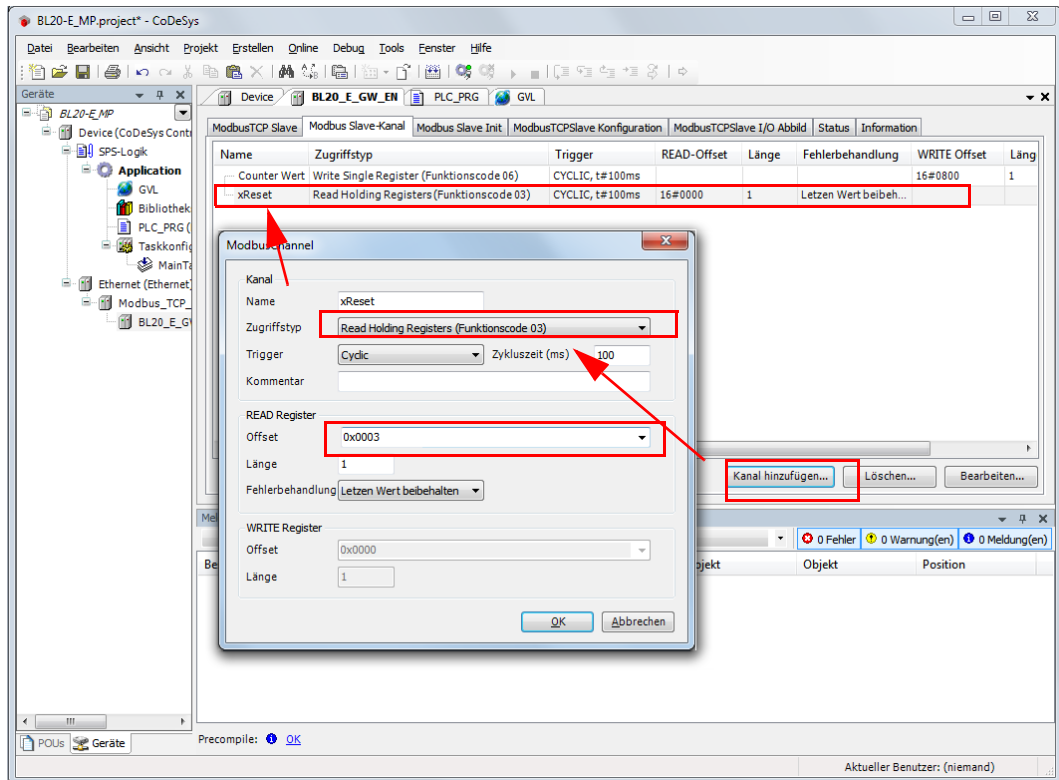 BL20-E_MP.project* - CoDeSys
Datei Bearbeiten Ansicht Projekt Erstellen Online Debug Tools Fenster Hilfe
Geräte
BL20-E_MP
Device (CoDeSys Conti
SPS-Logik
Application
GVL
Bibliothek
PLC_PRG (
Taskkonfig
MainTa
Ethernet (Ethernet)
Modbus_TCP_
BL20_E_G
POUs Geräte
Device BL20_E_GW_EN PLC_PRG GVL
ModbusTCP Slave Modbus Slave-Kanal Modbus Slave Init ModbusTCPSlave Konfiguration ModbusTCPSlave I/O Abbild Status Information
Name Zugriffstyp Trigger READ-Offset Länge Fehlerbehandlung WRITE Offset Läng
Counter Wert Write Single Register (Funktionscode 06) CYCLIC, t#100ms 16#0800 1
xReset Read Holding Registers (Funktionscode 03) CYCLIC, t#100ms 16#0000 1 Letzen Wert beibeh...
Modbus Channel
Kanal
Name xReset
Zugriffstyp Read Holding Registers (Funktionscode 03)
Trigger Cyclic Zykluszeit (ms) 100
Kommentar
READ Register
Offset 0x0003
Länge 1
Fehlerbehandlung Letzen Wert beibehalten
WRITE Register
Offset 0x0000
Länge 1
OK Abbrechen
Kanal hinzufügen... Löschen... Bearbeiten...
Mel
0 Fehler 0 Warnung(en) 0 Meldung(en)
Be ojekt Objekt Position
Precompile: OK
Aktueller Benutzer: (niemand)